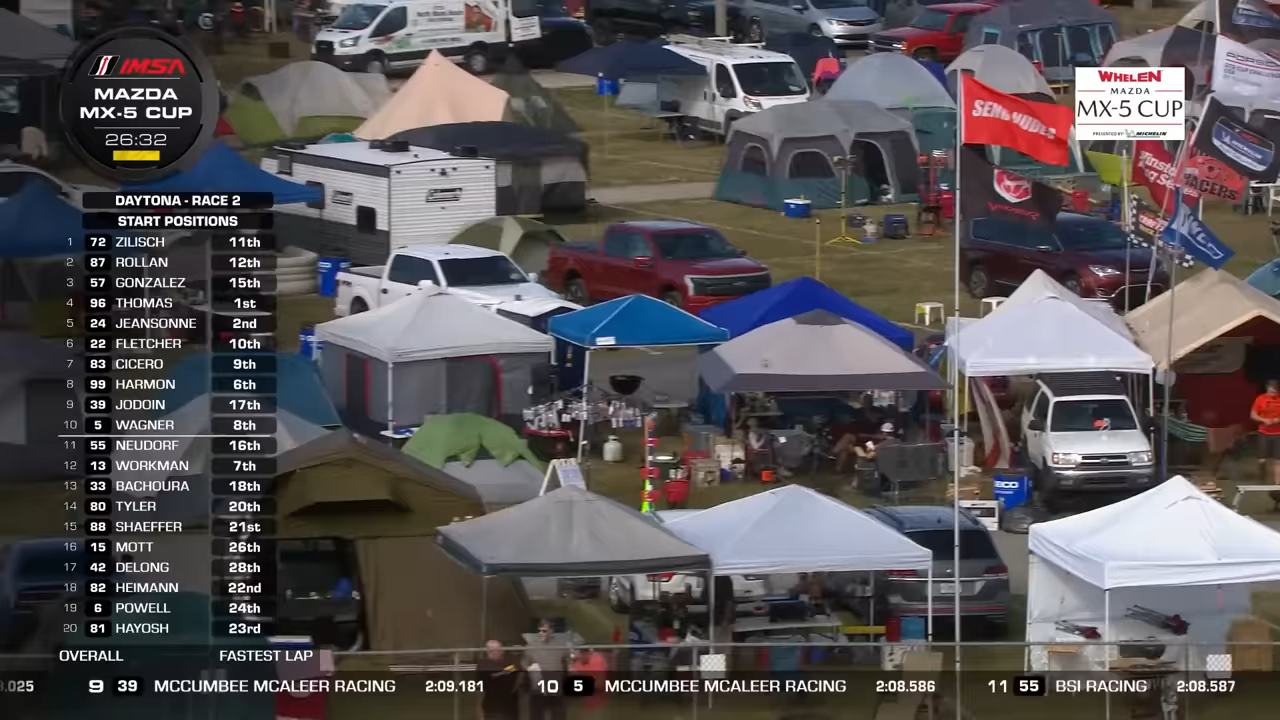 IMSA
MAZDA
MX-5 CUP
26:32
WHELEN
MAZDA
MX-5 CUP
PRESENTED BY MICHELIN
SEND NUDES
RACERS
DAYTONA - RACE 2
START POSITIONS
1 72 ZILISCH 11th
2 87 ROLLAN 12th
3 57 GONZALEZ 15th
4 96 THOMAS 1st
5 24 JEANSONNE 2nd
6 22 FLETCHER 10th
7 83 CICERO 9th
8 99 HARMON 6th
9 39 JODOIN 17th
10 5 WAGNER 8th
11 55 NEUDORF 16th
12 13 WORKMAN 7th
13 33 BACHOURA 18th
14 80 TYLER 20th
15 88 SHAEFFER 21st
16 15 MOTT 26th
17 42 DELONG 28th
18 82 HEIMANN 22nd
19 6 POWELL 24th
20 81 HAYOSH 23rd
OVERALL FASTEST LAP
3.025 9 39 MCCUMBEE MCALEER RACING 2:09.181 10 5 MCCUMBEE MCALEER RACING 2:08.586 11 55 BSI RACING 2:08.587